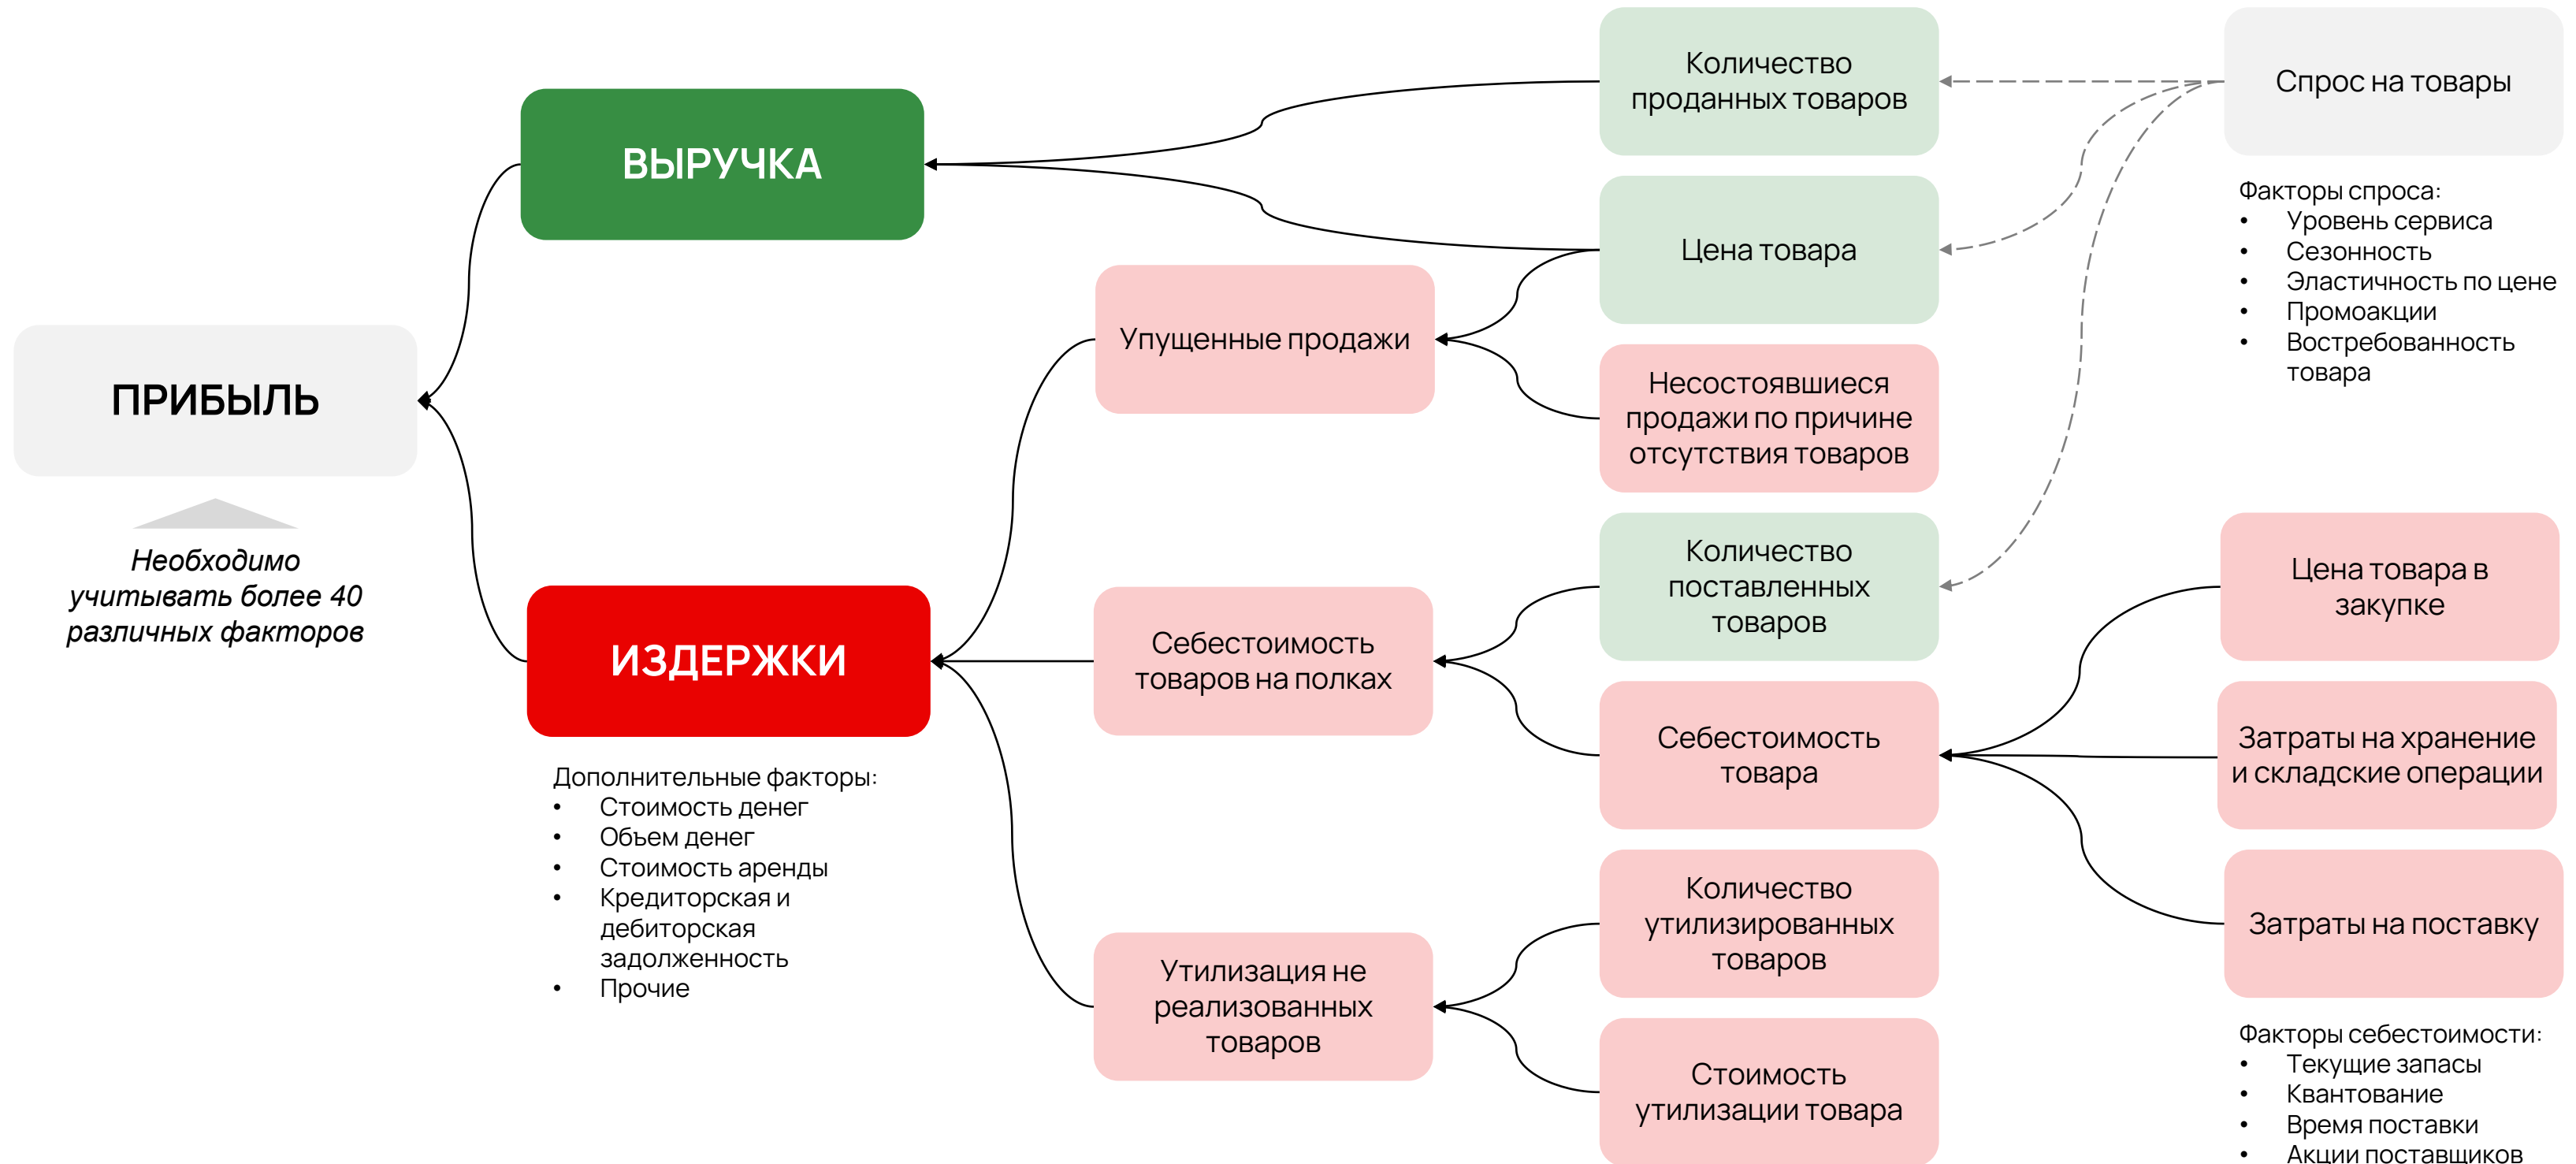 ПРИБЫЛЬ
Необходимо
учитывать более 40
различных факторов
ВЫРУЧКА
ИЗДЕРЖКИ
Дополнительные факторы:
• Стоимость денег
• Объем денег
• Стоимость аренды
• Кредиторская и
дебиторская
задолженность
• Прочие
Упущенные продажи
Себестоимость
товаров на полках
Утилизация не
реализованных
товаров
Количество
проданных товаров
Цена товара
Несостоявшиеся
продажи по причине
отсутствия товаров
Количество
поставленных
товаров
Себестоимость
товара
Количество
утилизированных
товаров
Стоимость
утилизации товара
Спрос на товары
Факторы спроса:
• Уровень сервиса
• Сезонность
• Эластичность по цене
• Промоакции
• Востребованность
товара
Цена товара в
закупке
Затраты на хранение
и складские операции
Затраты на поставку
Факторы себестоимости:
• Текущие запасы
• Квантование
• Время поставки
• Акции поставщиков